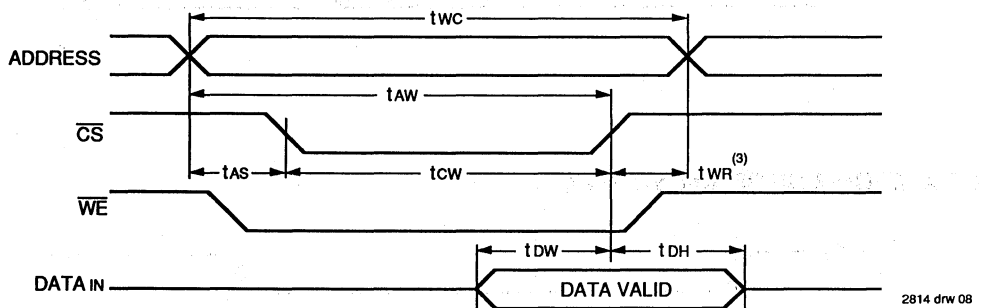 tWC
ADDRESS
tAW
CS
tAS tCW tWR(3)
WE
tDW tDH
DATA IN DATA VALID
2814 drw 08